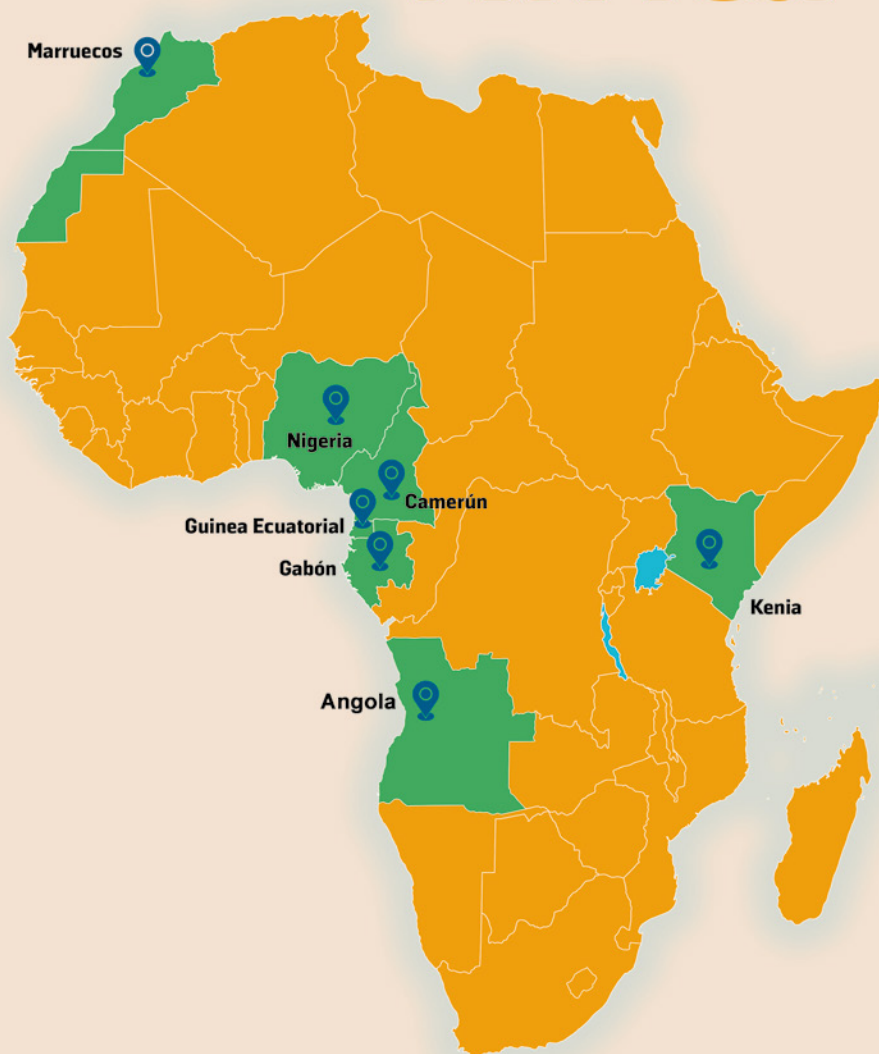 Marruecos
Nigeria
Camerún
Guinea Ecuatorial
Gabón
Kenia
Angola